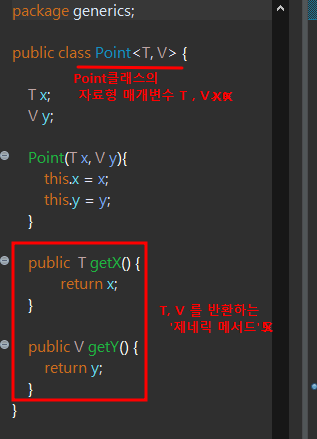 package generics;
public class Point<T, V> {
Point클래스의
자료형 매개변수 T , V
T x;
V y;
Point(T x, V y){
this.x = x;
this.y = y;
}
public T getX() {
return x;
}
T, V 를 반환하는
'제네릭 메서드'
public V getY() {
return y;
}
}